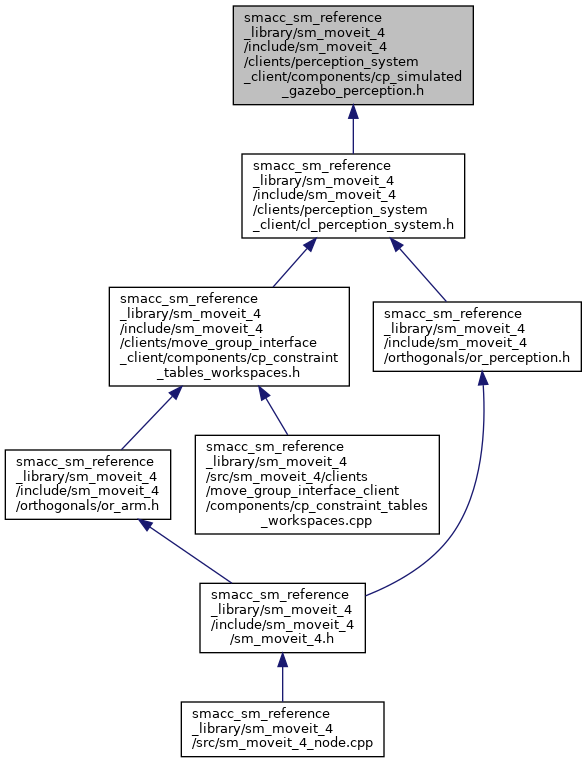 smacc_sm_reference
_library/sm_moveit_4
/include/sm_moveit_4
/clients/perception_system
_client/components/cp_simulated
_gazebo_perception.h
smacc_sm_reference
_library/sm_moveit_4
/include/sm_moveit_4
/clients/perception_system
_client/cl_perception_system.h
smacc_sm_reference
_library/sm_moveit_4
/include/sm_moveit_4
/clients/move_group_interface
_client/components/cp_constraint
_tables_workspaces.h
smacc_sm_reference
_library/sm_moveit_4
/include/sm_moveit_4
/orthogonals/or_perception.h
smacc_sm_reference
_library/sm_moveit_4
/include/sm_moveit_4
/orthogonals/or_arm.h
smacc_sm_reference
_library/sm_moveit_4
/src/sm_moveit_4/clients
/move_group_interface_client
/components/cp_constraint_tables
_workspaces.cpp
smacc_sm_reference
_library/sm_moveit_4
/include/sm_moveit_4
/sm_moveit_4.h
smacc_sm_reference
_library/sm_moveit_4
/src/sm_moveit_4_node.cpp